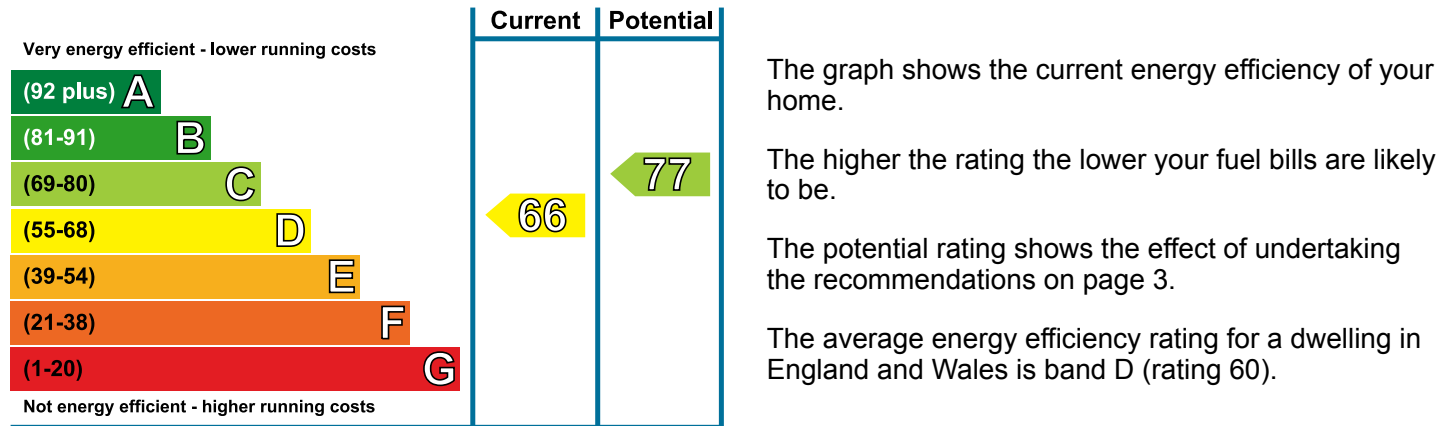 Current Potential
Very energy efficient - lower running costs
(92 plus) A
(81-91) B
(69-80) C
(55-68) D
(39-54) E
(21-38) F
(1-20) G
Not energy efficient - higher running costs
66
77
The graph shows the current energy efficiency of your
home.
The higher the rating the lower your fuel bills are likely
to be.
The potential rating shows the effect of undertaking
the recommendations on page 3.
The average energy efficiency rating for a dwelling in
England and Wales is band D (rating 60).